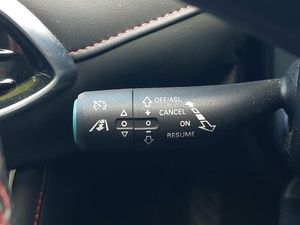 OFF/ASL
+ CANCEL
ON
- RESUME